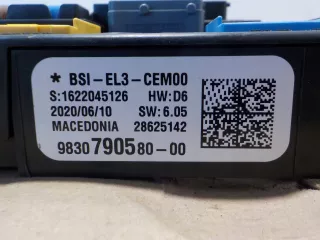 * BSI-EL3-CEM00
S:1622045126 HW:D6
2020/06/10 SW:6.05
MACEDONIA 28625142
9830790580-00